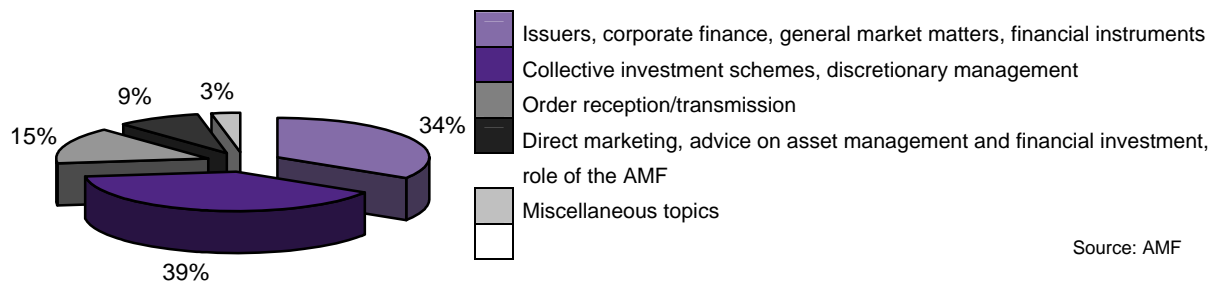 9%
3%
15%
34%
39%
Issuers, corporate finance, general market matters, financial instruments
Collective investment schemes, discretionary management
Order reception/transmission
Direct marketing, advice on asset management and financial investment,
role of the AMF
Miscellaneous topics
Source: AMF